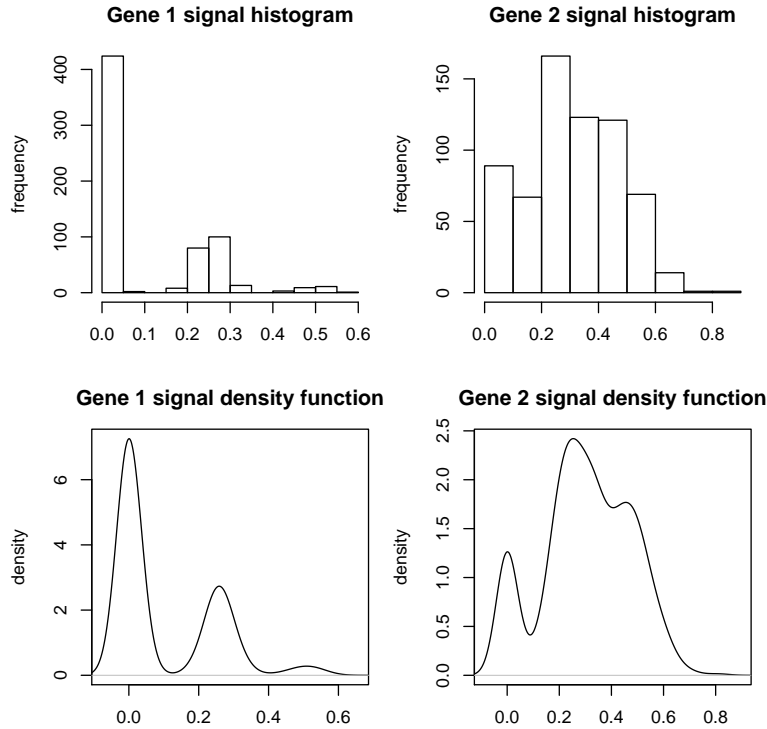 Gene 1 signal histogram
frequency
0 100 200 300 400
0.0 0.1 0.2 0.3 0.4 0.5 0.6
Gene 2 signal histogram
frequency
0 50 100 150
0.0 0.2 0.4 0.6 0.8
Gene 1 signal density function
density
0 2 4 6
0.0 0.2 0.4 0.6
Gene 2 signal density function
density
0.0 0.5 1.0 1.5 2.0 2.5
0.0 0.2 0.4 0.6 0.8